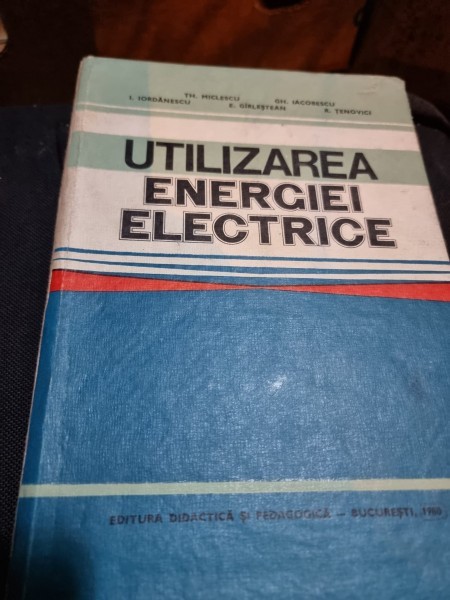 TH. MICLESCU GH. IACOBESCU
I. IORDĂNESCU E. GÎRLEȘTEAN R. TENOVICI
UTILIZAREA
ENERGIEI
ELECTRICE
EDITURA DIDACTICĂ ȘI PEDAGOGICĂ – BUCUREȘTI, 1980